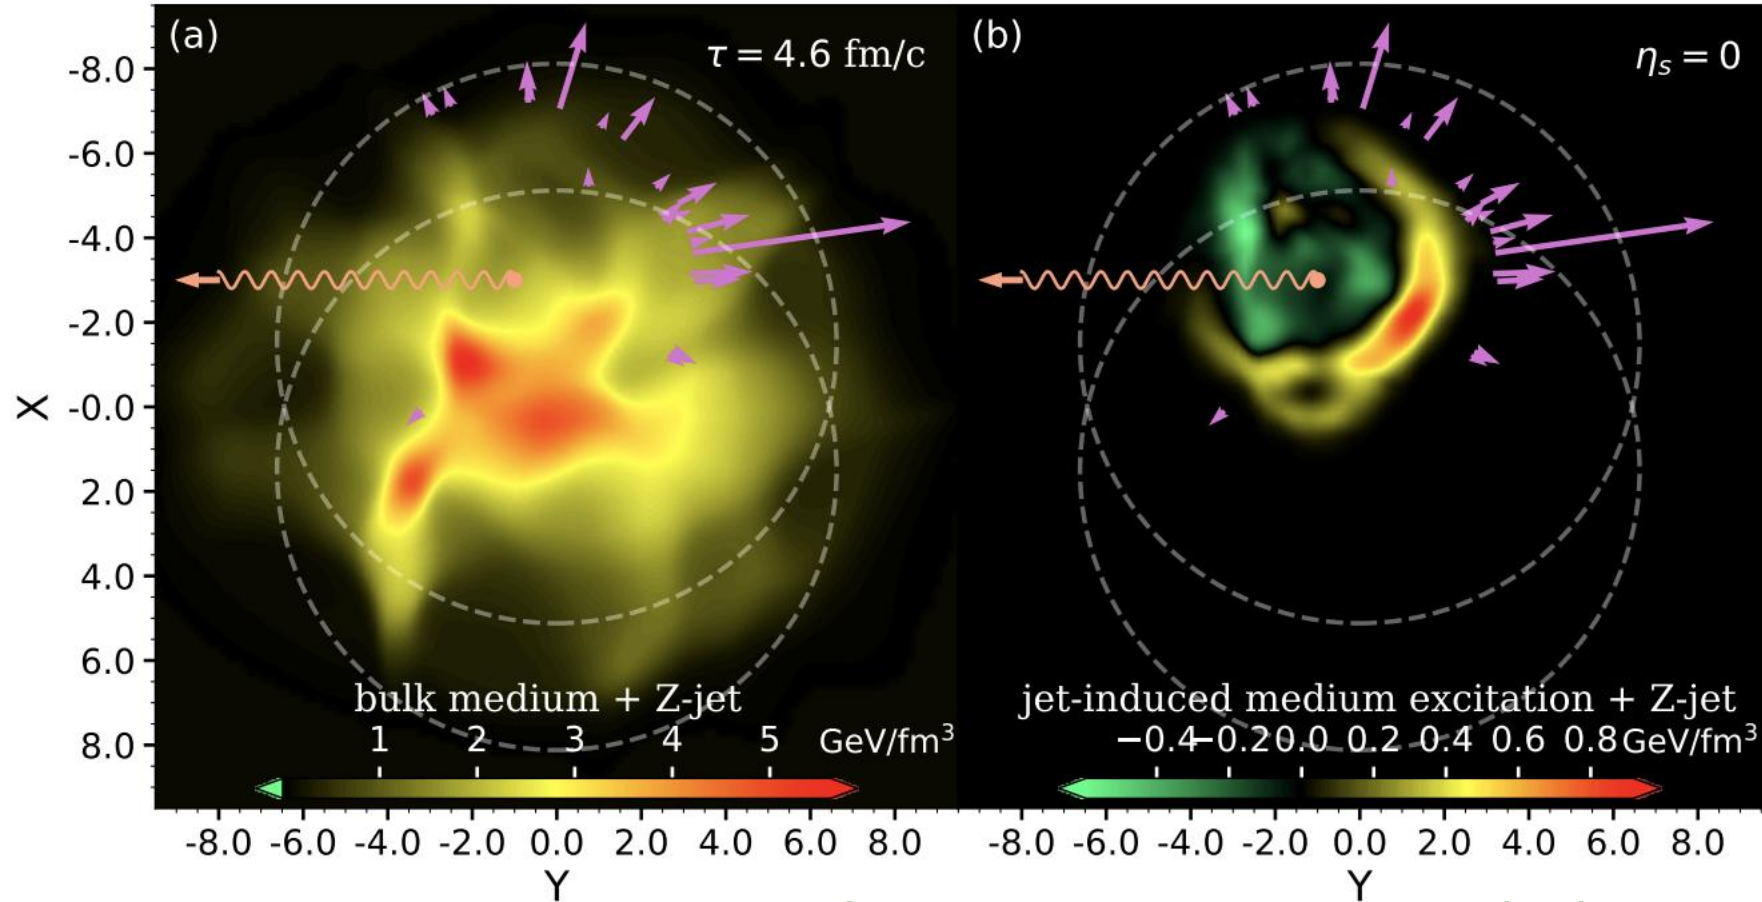 (a)
τ = 4.6 fm/c
(b)
ηs = 0
-8.0
-6.0
-4.0
-2.0
-0.0
2.0
4.0
6.0
8.0
X
bulk medium + Z-jet
1 2 3 4 5 GeV/fm³
jet-induced medium excitation + Z-jet
−0.4 −0.2 0.0 0.2 0.4 0.6 0.8 GeV/fm³
-8.0 -6.0 -4.0 -2.0 0.0 2.0 4.0 6.0 8.0
-8.0 -6.0 -4.0 -2.0 0.0 2.0 4.0 6.0 8.0
Y
Y